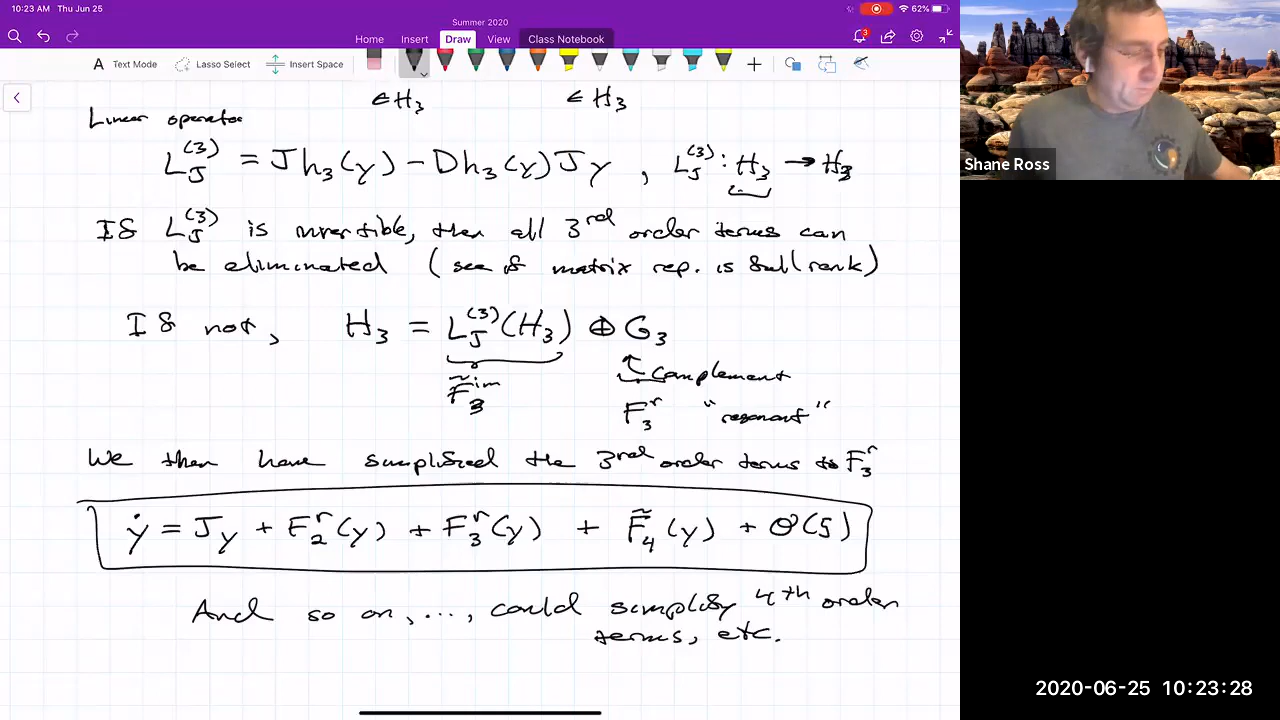 10:23 AM Thu Jun 25
62%
Summer 2020
Home Insert Draw View Class Notebook
3
A Text Mode Lasso Select Insert Space
∈ H₃ ∈ H₃
Linear operator
L_J^(3) = J h₃(y) − D h₃(y) J y , L_J^(3) : H₃ → H₃
If L_J^(3) is invertible, then all 3rd order terms can
be eliminated (see if matrix rep. is full rank)
If not, H₃ = L_J^(3)(H₃) ⊕ G₃
complement
F̃₃^im F₃^r "resonant"
We then have simplified the 3rd order terms to F₃^r
ẏ = Jy + F₂^r(y) + F₃^r(y) + F̃₄(y) + O(5)
And so on, ..., could simplify 4th order
terms, etc.
Shane Ross
2020-06-25 10:23:28